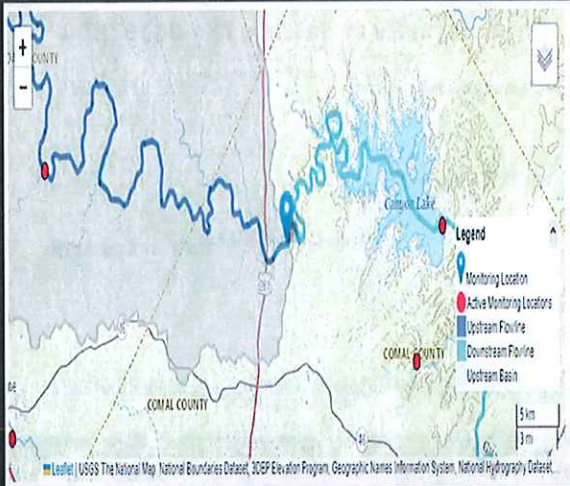 +
COUNTY
−
Canyon Lake
Legend
Monitoring Location
Active Monitoring Locations
Upstream Flowline
Downstream Flowline
Upstream Basin
281
COMAL COUNTY
COMAL COUNTY
46
5 km
3 mi
Leaflet | USGS The National Map: National Boundaries Dataset, 3DEP Elevation Program, Geographic Names Information System, National Hydrography Dataset,